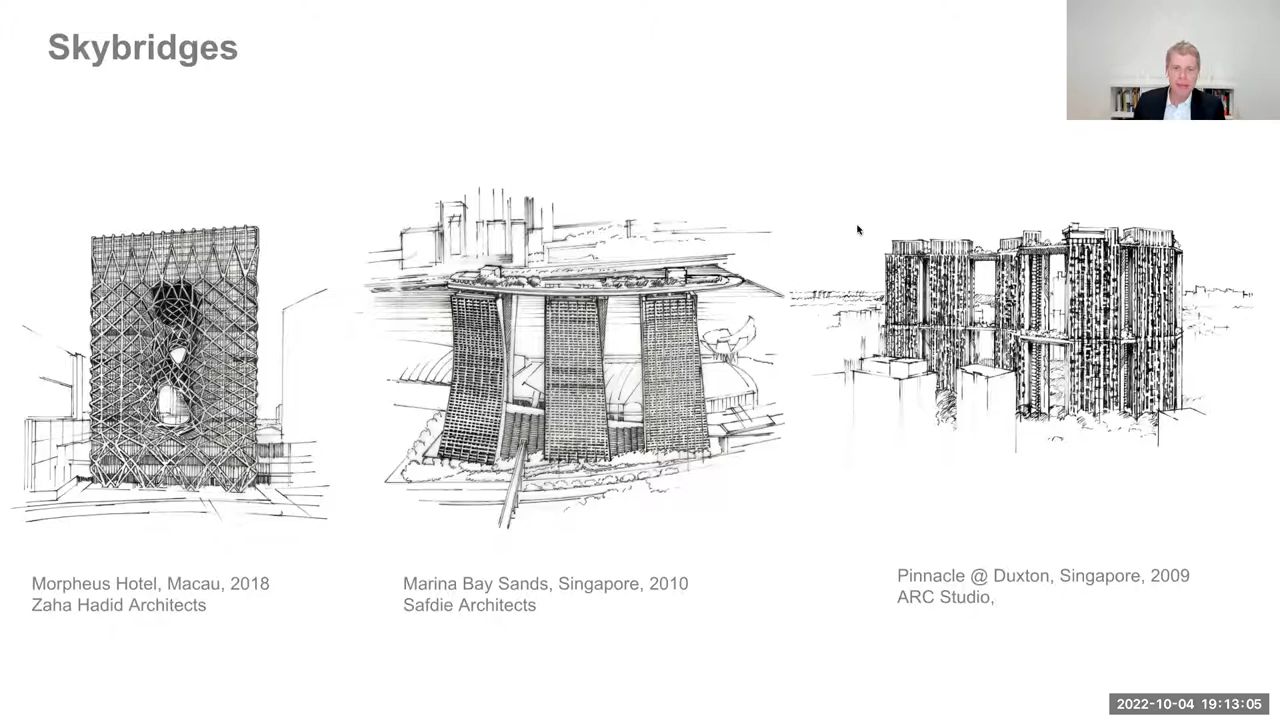 Skybridges
Morpheus Hotel, Macau, 2018
Zaha Hadid Architects
Marina Bay Sands, Singapore, 2010
Safdie Architects
Pinnacle @ Duxton, Singapore, 2009
ARC Studio,
2022-10-04 19:13:05